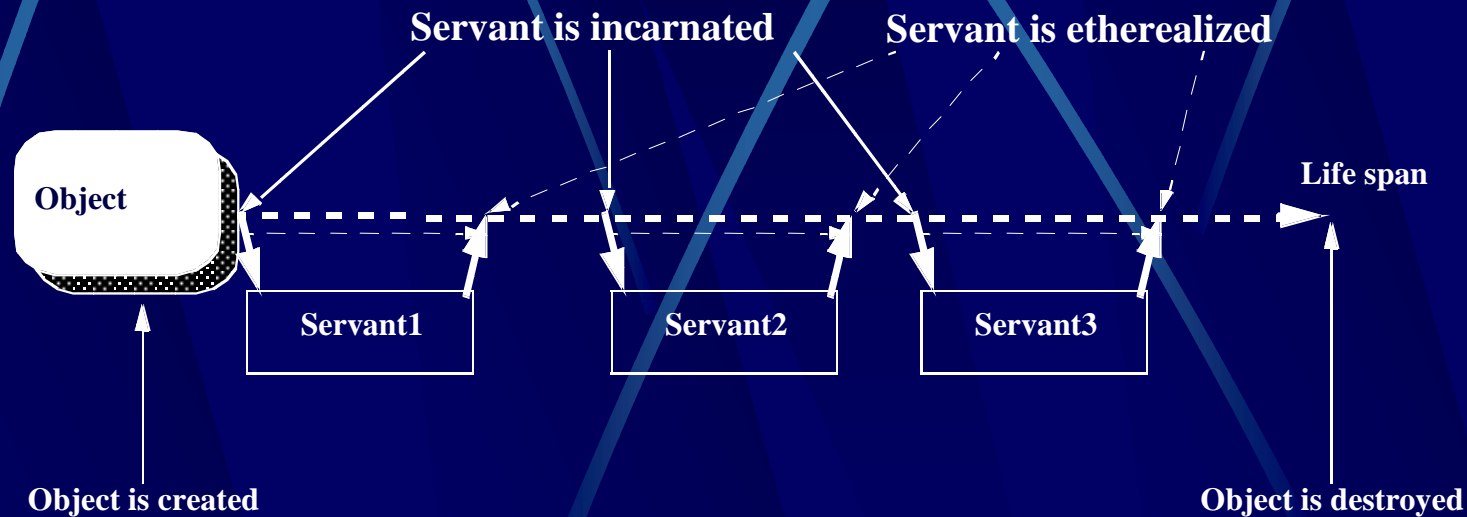 Servant is incarnated
Servant is etherealized
Object
Life span
Servant1
Servant2
Servant3
Object is created
Object is destroyed